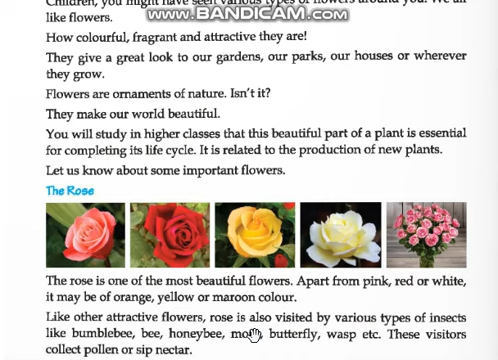 Children, you might have seen various types of flowers around you. We all
www.BANDICAM.com
like flowers.
How colourful, fragrant and attractive they are!
They give a great look to our gardens, our parks, our houses or wherever
they grow.
Flowers are ornaments of nature. Isn't it?
They make our world beautiful.
You will study in higher classes that this beautiful part of a plant is essential
for completing its life cycle. It is related to the production of new plants.
Let us know about some important flowers.
The Rose
The rose is one of the most beautiful flowers. Apart from pink, red or white,
it may be of orange, yellow or maroon colour.
Like other attractive flowers, rose is also visited by various types of insects
like bumblebee, bee, honeybee, butterfly, wasp etc. These visitors
collect pollen or sip nectar.